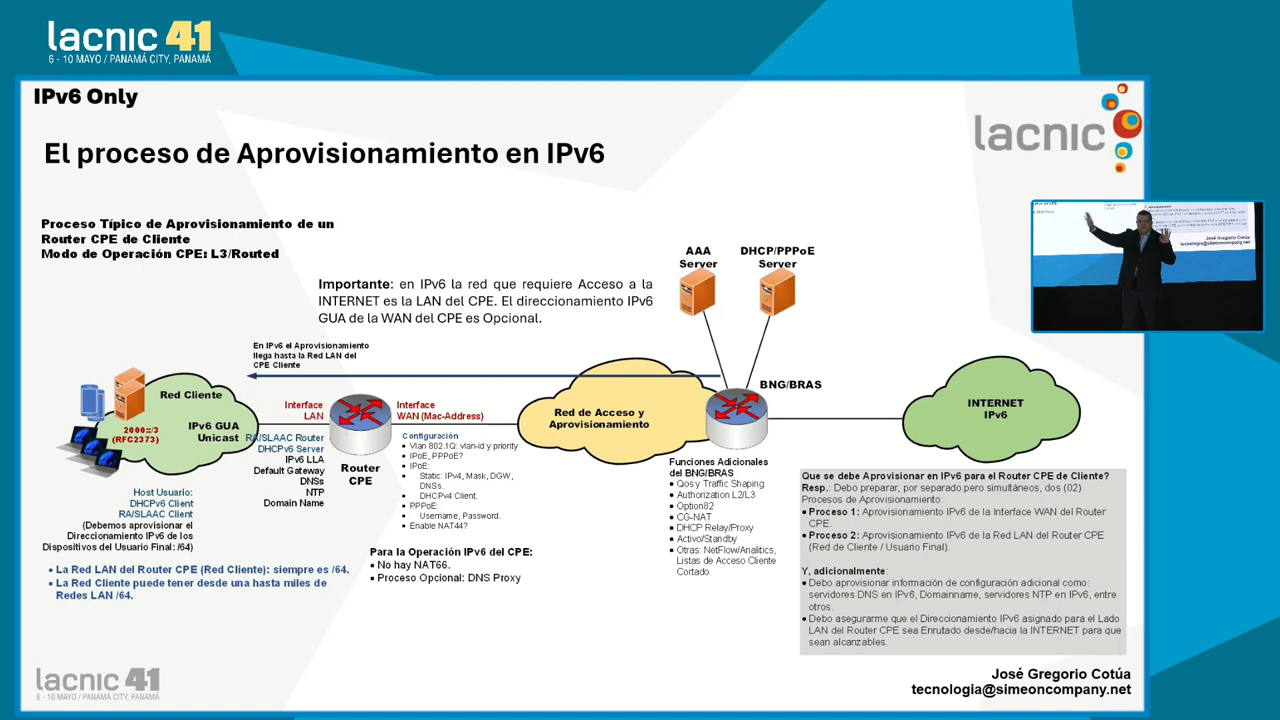 lacnic 41
6 - 10 MAYO / PANAMÁ CITY, PANAMÁ
IPv6 Only
lacnic
El proceso de Aprovisionamiento en IPv6
Proceso Típico de Aprovisionamiento de un
Router CPE de Cliente
Modo de Operación CPE: L3/Routed
Importante: en IPv6 la red que requiere Acceso a la
INTERNET es la LAN del CPE. El direccionamiento IPv6
GUA de la WAN del CPE es Opcional.
AAA
Server
DHCP/PPPoE
Server
José Gregorio Cotúa
tecnologia@simeoncompany.net
En IPv6 el Aprovisionamiento
llega hasta la Red LAN del
CPE Cliente
Red Cliente
2000::/3
(RFC2373)
IPv6 GUA
Unicast
Interface
LAN
Interface
WAN (Mac-Address)
RA/SLAAC Router
DHCPv6 Server
IPv6 LLA
Default Gateway
DNSs
NTP
Domain Name
Router
CPE
Configuración
• Vlan 802.1Q: vlan-id y priority
• IPoE, PPPoE?
• IPoE:
Static: IPv4, Mask, DGW,
DNSs.
• DHCPv4 Client.
• PPPoE:
Username, Password.
• Enable NAT44?
Red de Acceso y
Aprovisionamiento
BNG/BRAS
INTERNET
IPv6
Host Usuario:
DHCPv6 Client
RA/SLAAC Client
(Debemos aprovisionar el
Direccionamiento IPv6 de los
Dispositivos del Usuario Final: /64)
• La Red LAN del Router CPE (Red Cliente): siempre es /64.
• La Red Cliente puede tener desde una hasta miles de
Redes LAN /64.
Para la Operación IPv6 del CPE:
• No hay NAT66.
• Proceso Opcional: DNS Proxy
Funciones Adicionales
del BNG/BRAS
• Qos y Traffic Shaping
• Authorization L2/L3
• Option82
• CG-NAT
• DHCP Relay/Proxy
• Activo/Standby
• Otras: NetFlow/Analitics,
Listas de Acceso Cliente
Cortado
Que se debe Aprovisionar en IPv6 para el Router CPE de Cliente?
Resp.: Debo preparar, por separado pero simultáneos, dos (02)
Procesos de Aprovisionamiento:
• Proceso 1: Aprovisionamiento IPv6 de la Interface WAN del Router
CPE.
• Proceso 2: Aprovisionamiento IPv6 de la Red LAN del Router CPE
(Red de Cliente / Usuario Final).
Y, adicionalmente:
• Debo aprovisionar información de configuración adicional como:
servidores DNS en IPv6, Domainname, servidores NTP en IPv6, entre
otros.
• Debo asegurarme que el Direccionamiento IPv6 asignado para el Lado
LAN del Router CPE sea Enrutado desde/hacia la INTERNET para que
sean alcanzables.
lacnic 41
6 - 10 MAYO / PANAMÁ CITY, PANAMÁ
José Gregorio Cotúa
tecnologia@simeoncompany.net